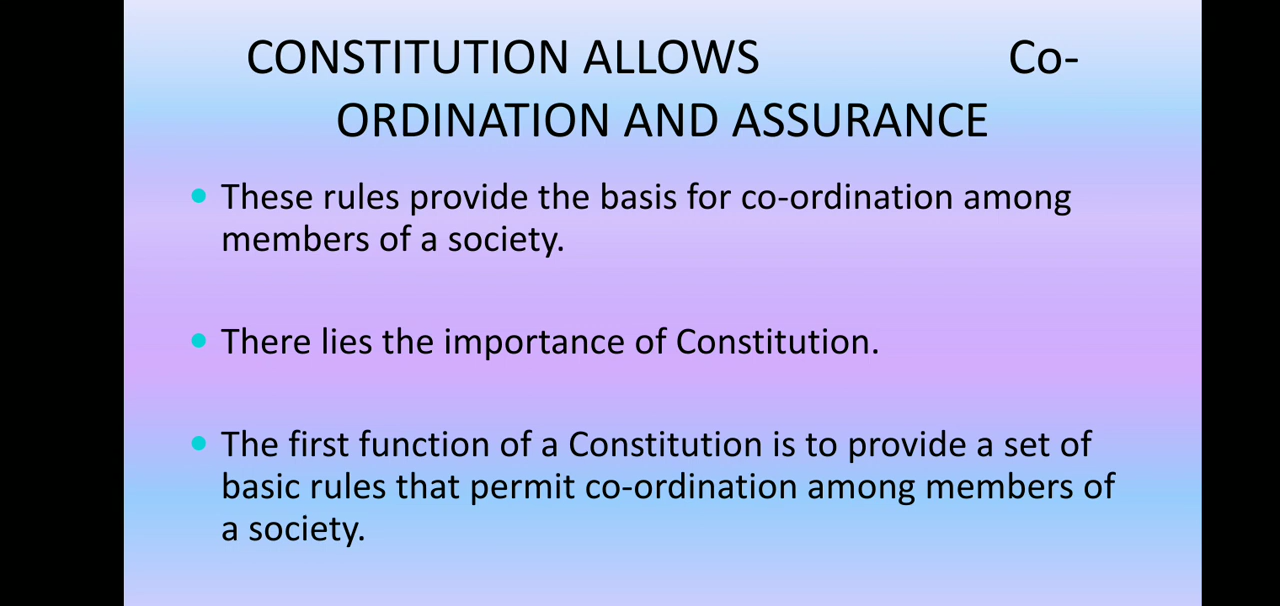 CONSTITUTION ALLOWS Co-
ORDINATION AND ASSURANCE
These rules provide the basis for co-ordination among
members of a society.
There lies the importance of Constitution.
The first function of a Constitution is to provide a set of
basic rules that permit co-ordination among members of
a society.